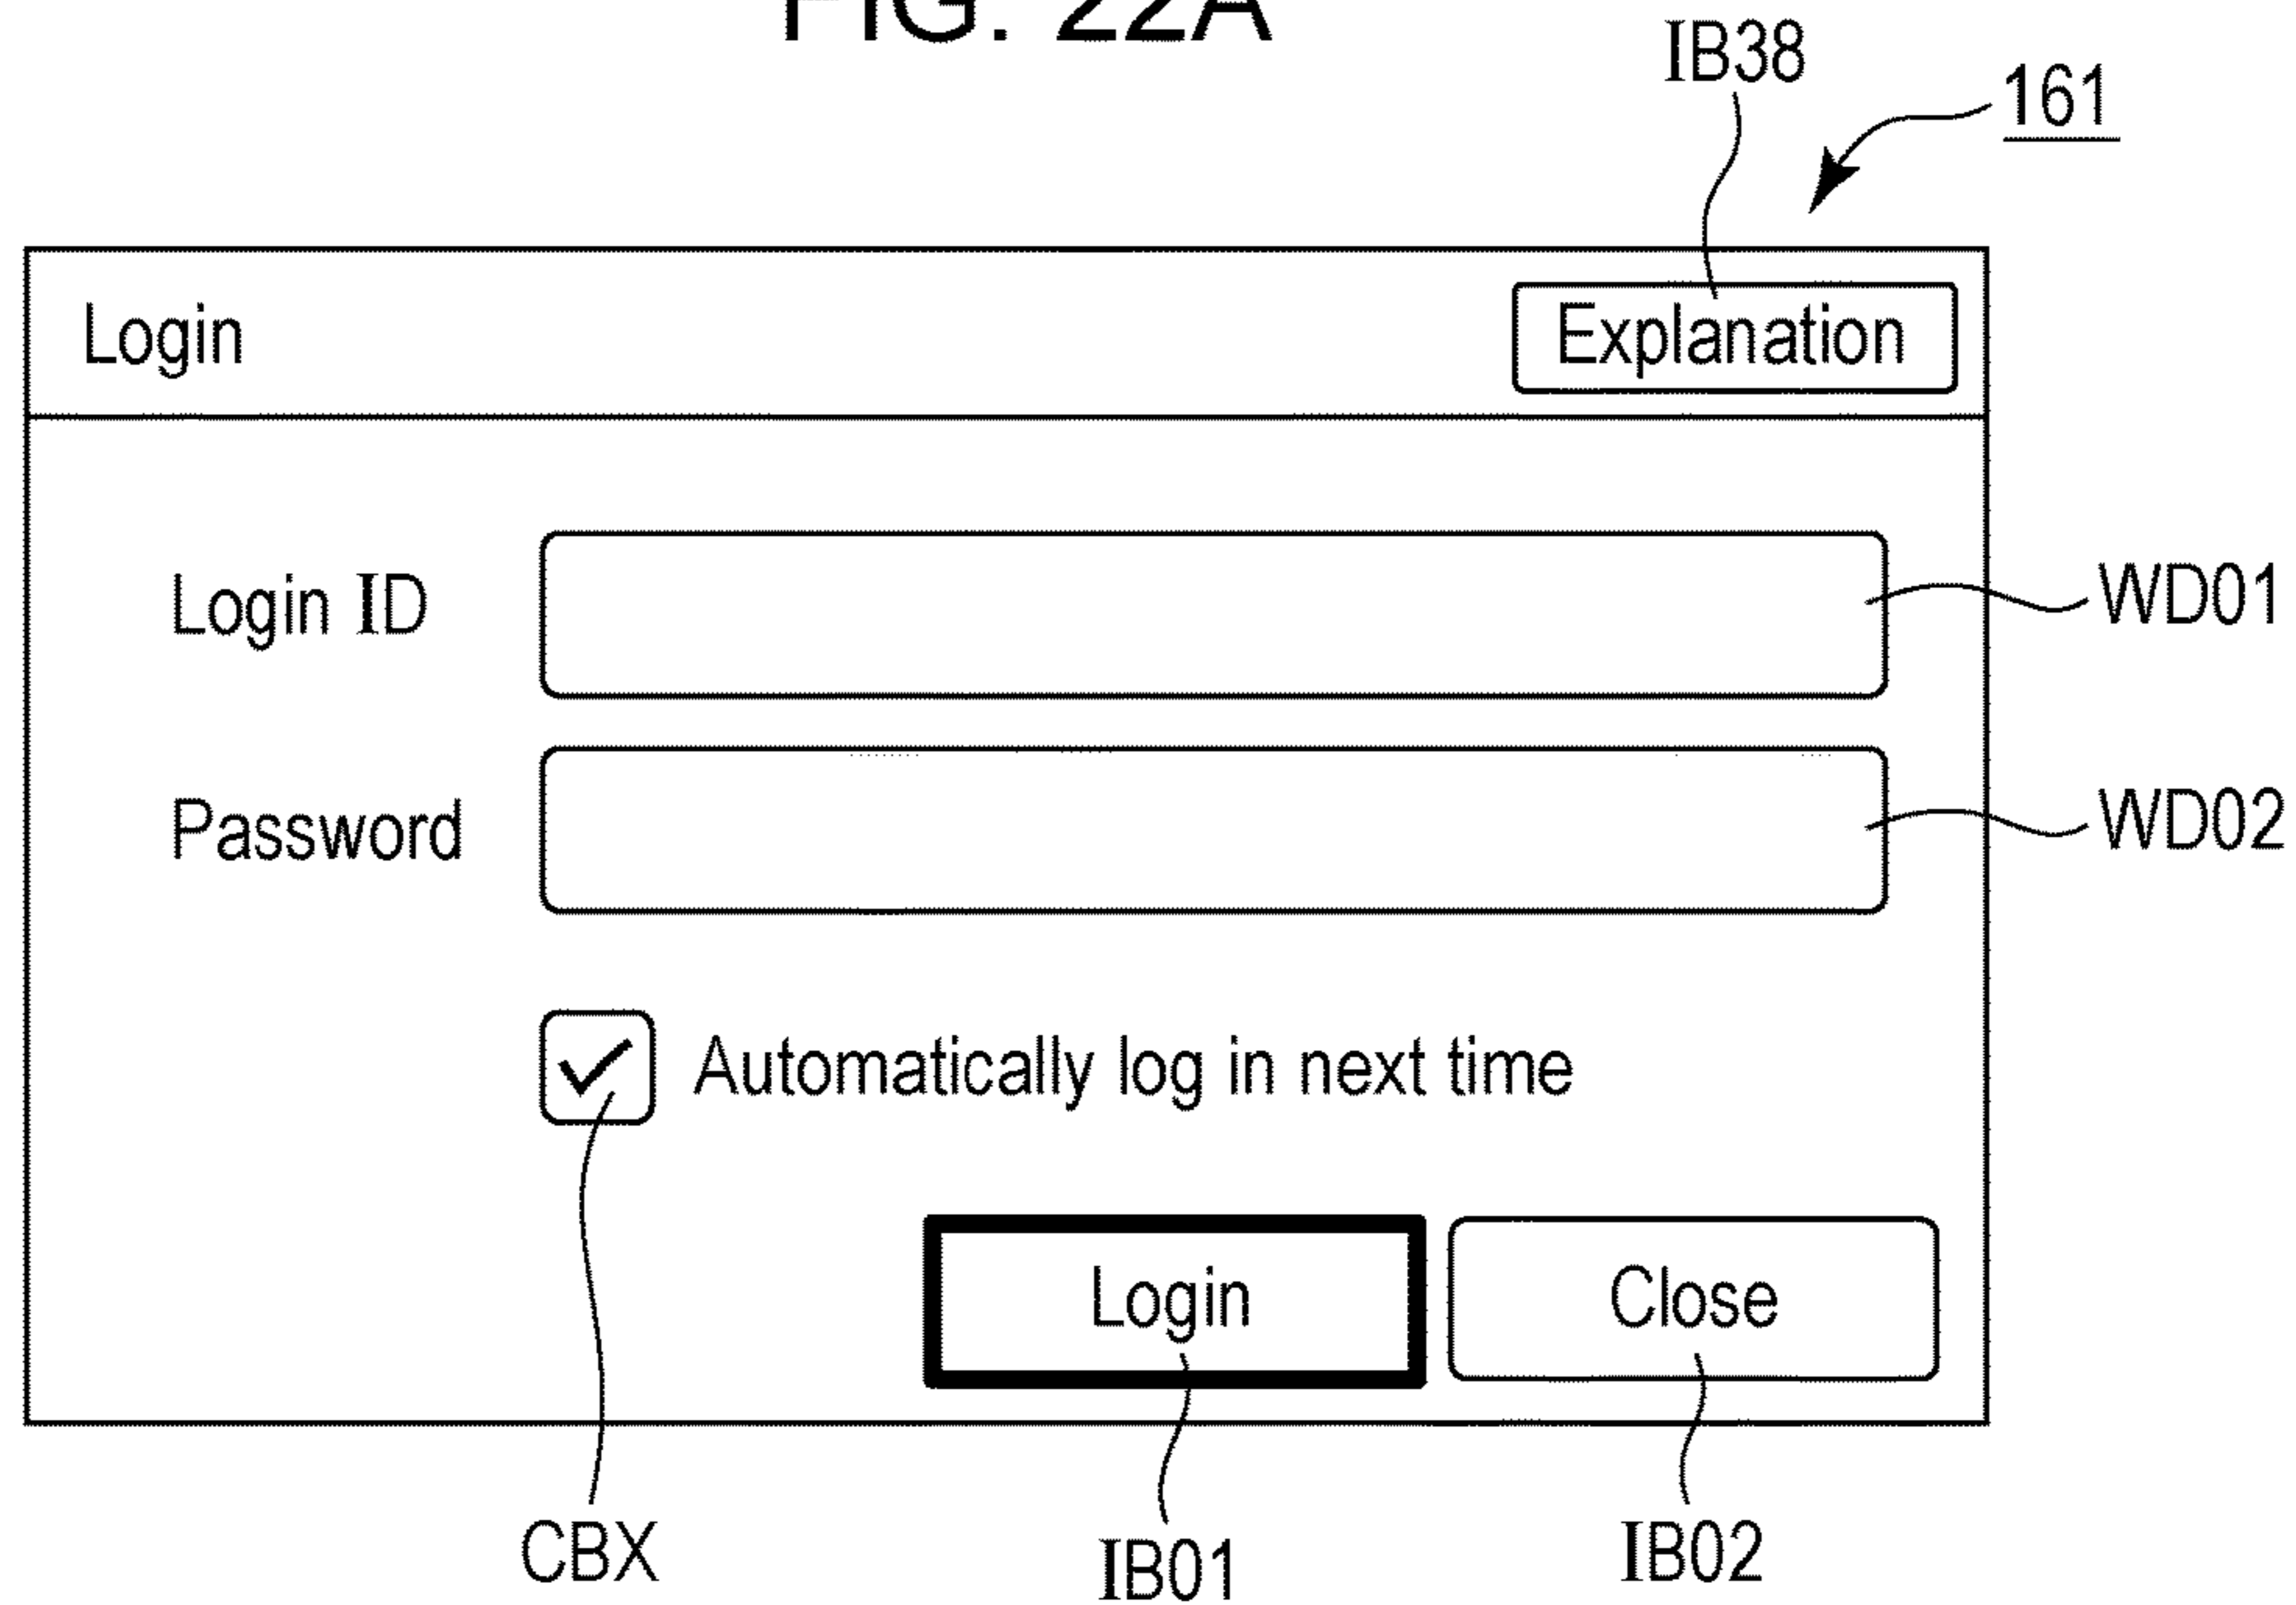 FIG. 22A
IB38
161
Login
Explanation
Login ID
WD01
Password
WD02
Automatically log in next time
Login
Close
CBX
IB01
IB02